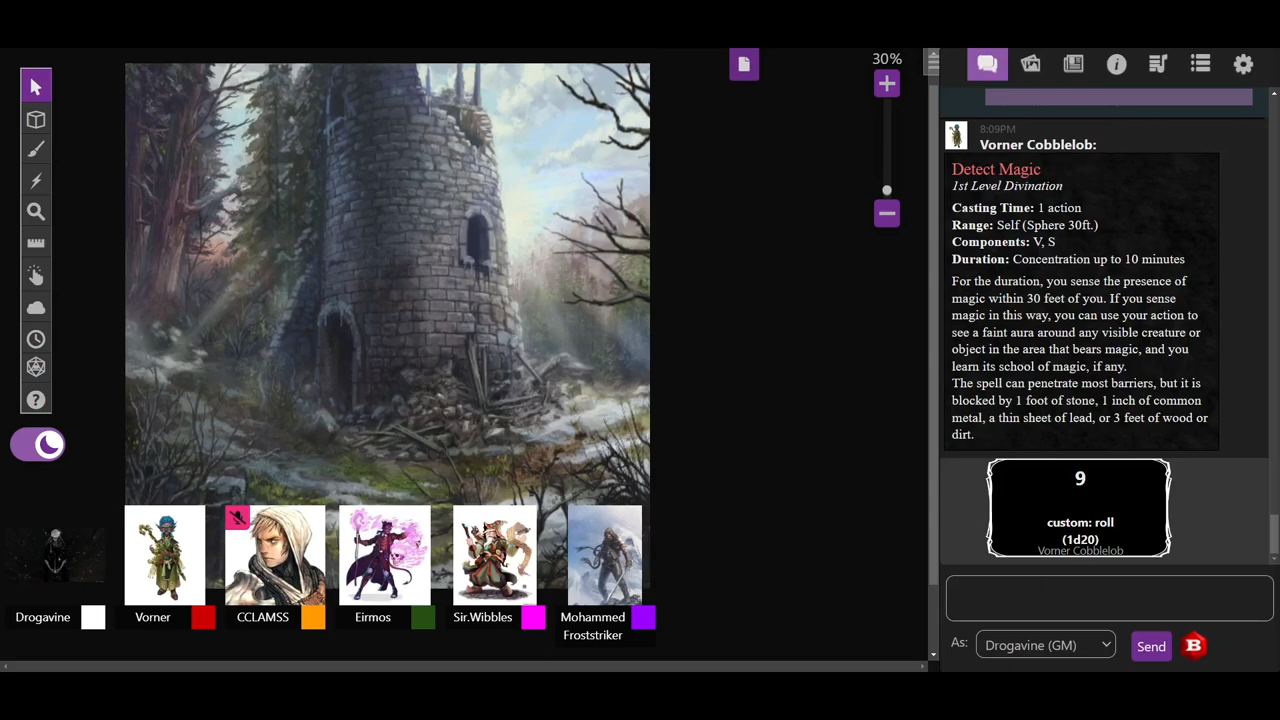 30%
8:09PM
Vorner Cobblelob:
Detect Magic
1st Level Divination
Casting Time: 1 action
Range: Self (Sphere 30ft.)
Components: V, S
Duration: Concentration up to 10 minutes
For the duration, you sense the presence of
magic within 30 feet of you. If you sense
magic in this way, you can use your action to
see a faint aura around any visible creature or
object in the area that bears magic, and you
learn its school of magic, if any.
The spell can penetrate most barriers, but it is
blocked by 1 foot of stone, 1 inch of common
metal, a thin sheet of lead, or 3 feet of wood or
dirt.
9
custom: roll
(1d20)
Vorner Cobblelob
As:
Drogavine (GM)
Send
B
Drogavine
Vorner
CCLAMSS
Eirmos
Sir.Wibbles
Mohammed
Froststriker